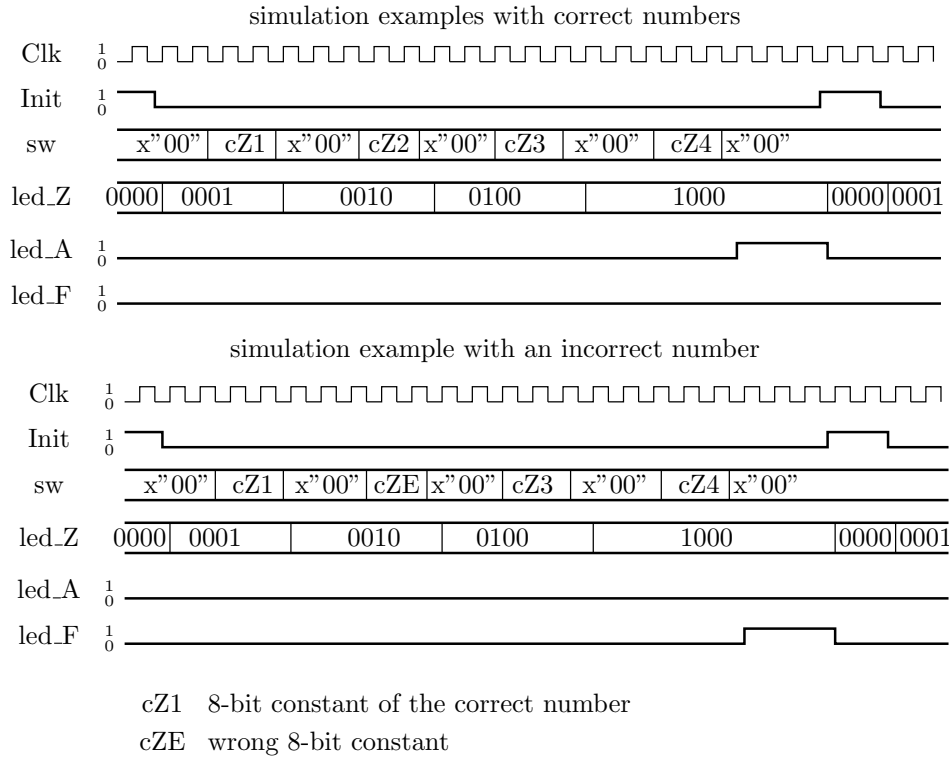 simulation examples with correct numbers
Clk 1 0
Init 1 0
sw x”00” cZ1 x”00” cZ2 x”00” cZ3 x”00” cZ4 x”00”
led_Z 0000 0001 0010 0100 1000 0000 0001
led_A 1 0
led_F 1 0
simulation example with an incorrect number
Clk 1 0
Init 1 0
sw x”00” cZ1 x”00” cZE x”00” cZ3 x”00” cZ4 x”00”
led_Z 0000 0001 0010 0100 1000 0000 0001
led_A 1 0
led_F 1 0
cZ1 8-bit constant of the correct number
cZE wrong 8-bit constant